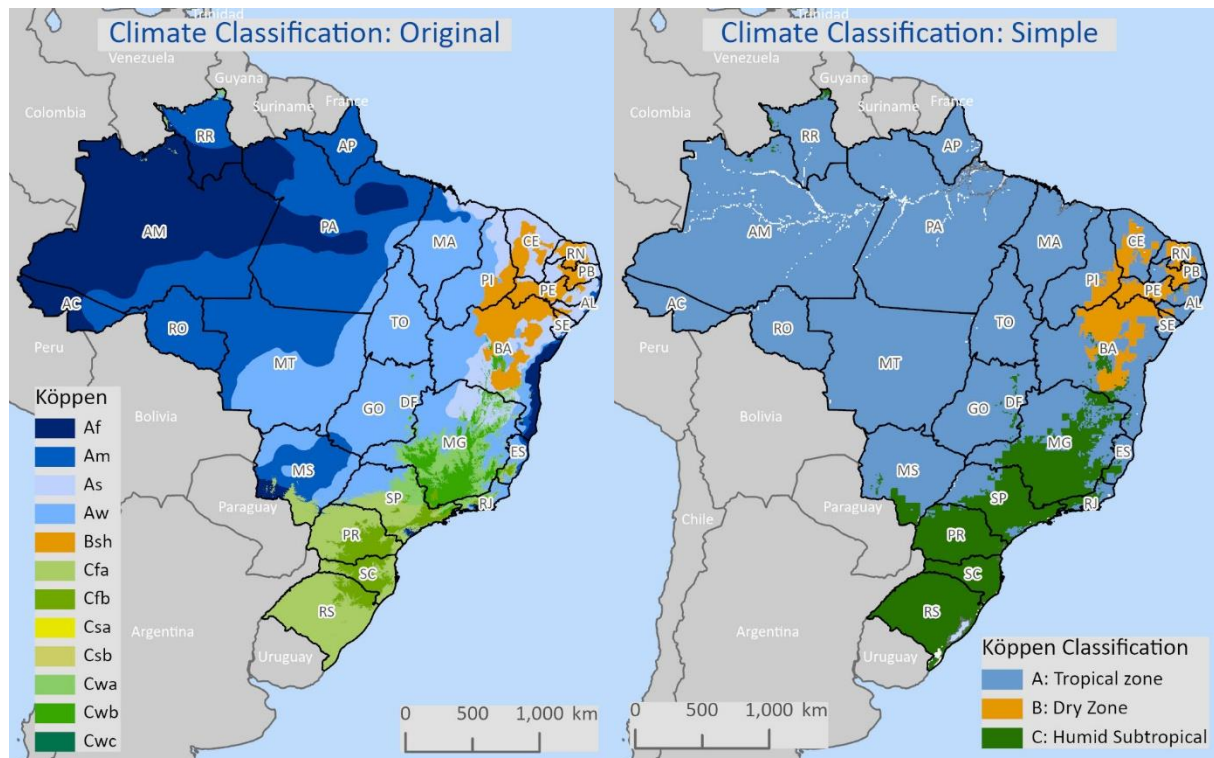 Climate Classification: Original
Trinidad
Venezuela
Guyana
Colombia
Suriname
France
RR
AP
AM
PA
MA
CE
RN
PB
PI
PE
AL
AC
SE
RO
TO
BA
Peru
MT
Bolivia
GO
DF
MG
ES
MS
SP
RJ
Paraguay
PR
SC
RS
Argentina
Uruguay
Köppen
Af
Am
As
Aw
Bsh
Cfa
Cfb
Csa
Csb
Cwa
Cwb
Cwc
0 500 1,000 km
Climate Classification: Simple
Trinidad
Venezuela
Guyana
Colombia
Suriname
France
RR
AP
AM
PA
MA
CE
RN
PB
PI
PE
AL
AC
SE
RO
TO
BA
Peru
MT
Bolivia
GO
DF
MG
ES
MS
SP
RJ
Paraguay
Chile
PR
SC
RS
Argentina
Uruguay
Köppen Classification
A: Tropical zone
B: Dry Zone
C: Humid Subtropical
0 500 1,000 km